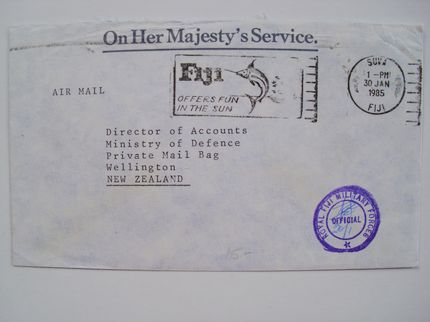 On Her Majesty's Service.
Fiji
OFFERS FUN
IN THE SUN
SUVA
1 -PM
30 JAN
1985
FIJI
AIR MAIL
Director of Accounts
Ministry of Defence
Private Mail Bag
Wellington
NEW ZEALAND
ROYAL FIJI MILITARY FORCES
OFFICIAL
15.-